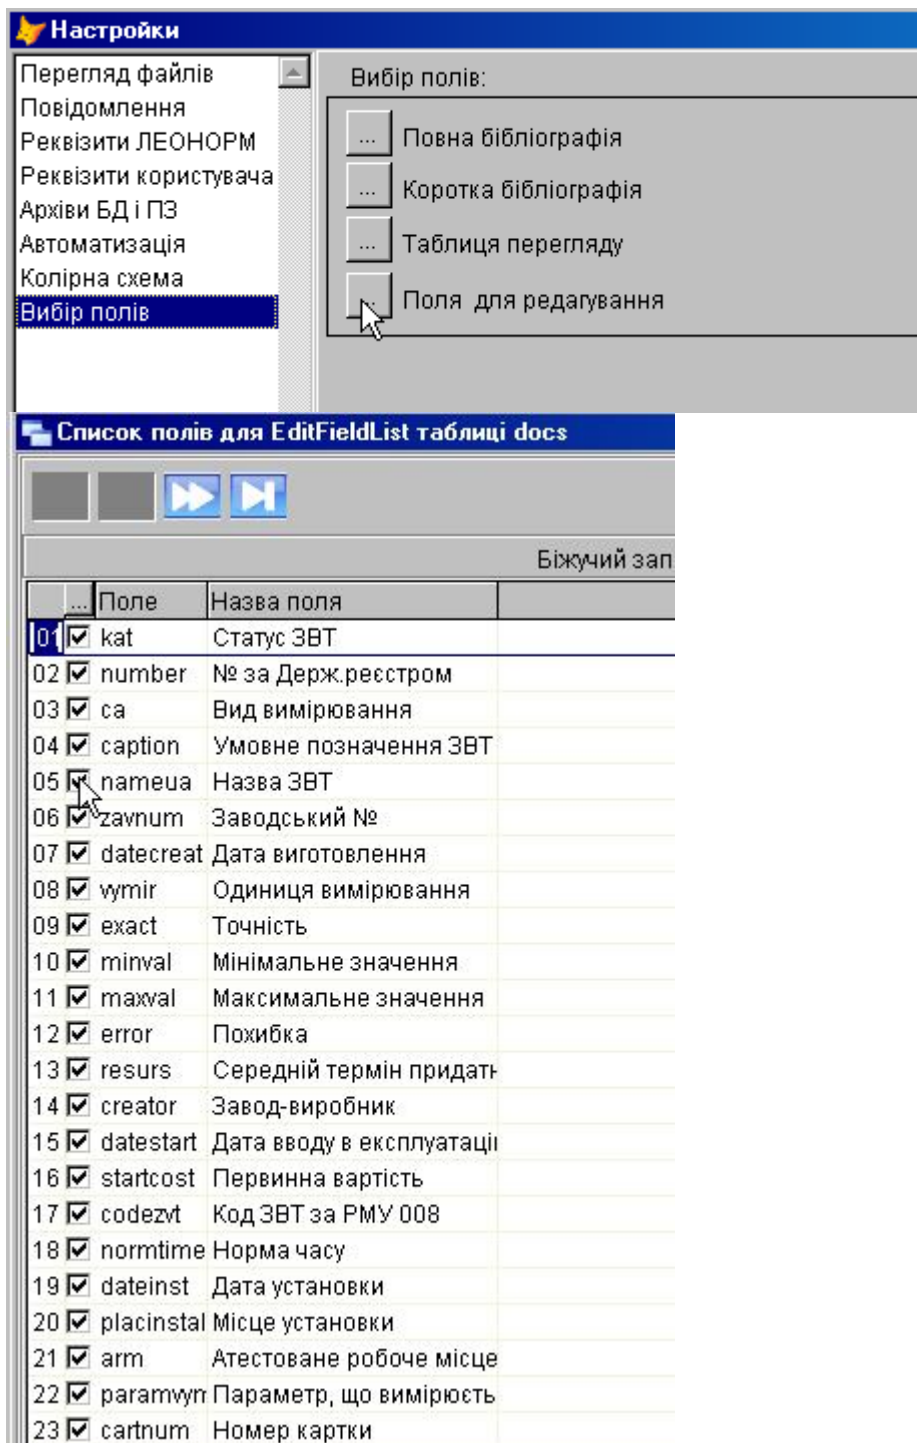 Настройки
Перегляд файлів
Повідомлення
Реквізити ЛЕОНОРМ
Реквізити користувача
Архіви БД і ПЗ
Автоматизація
Колірна схема
Вибір полів
Вибір полів:
... Повна бібліографія
... Коротка бібліографія
... Таблиця перегляду
... Поля для редагування
Список полів для EditFieldList таблиці docs
Біжучий зап
... Поле Назва поля
01 kat Статус ЗВТ
02 number № за Держ.реєстром
03 ca Вид вимірювання
04 caption Умовне позначення ЗВТ
05 nameua Назва ЗВТ
06 zavnum Заводський №
07 datecreat Дата виготовлення
08 vymir Одиниця вимірювання
09 exact Точність
10 minval Мінімальне значення
11 maxval Максимальне значення
12 error Похибка
13 resurs Середній термін придатн
14 creator Завод-виробник
15 datestart Дата вводу в експлуатаці
16 startcost Первинна вартість
17 codezvt Код ЗВТ за РМУ 008
18 normtime Норма часу
19 dateinst Дата установки
20 placinstal Місце установки
21 arm Атестоване робоче місце
22 paramvym Параметр, що вимірюєть
23 cartnum Номер картки